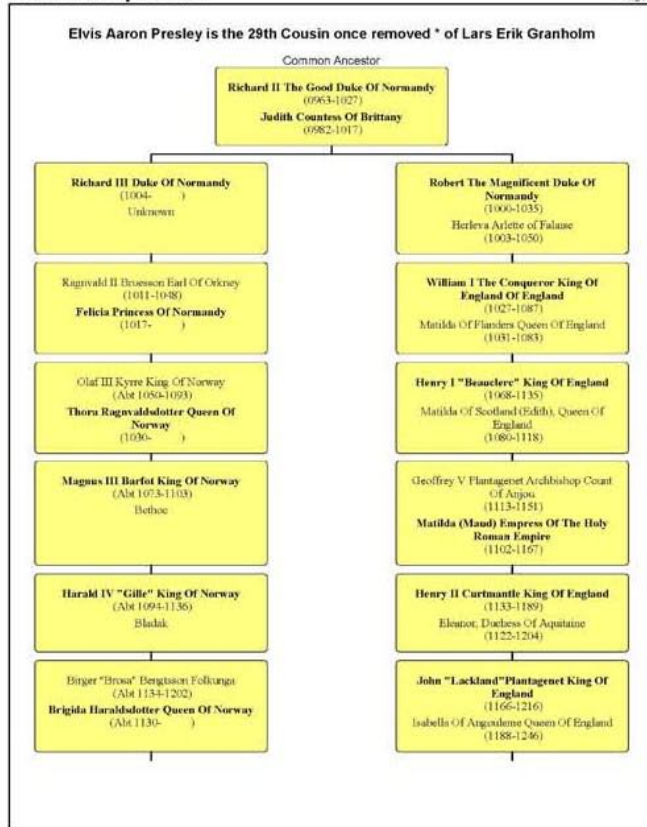 Elvis Aaron Presley is the 29th Cousin once removed * of Lars Erik Granholm
Common Ancestor
Richard II The Good Duke Of Normandy
(0963-1027)
Judith Countess Of Brittany
(0982-1017)
Richard III Duke Of Normandy
(1004- )
Unknown
Ragnvald II Brusesson Earl Of Orkney
(1011-1048)
Felicia Princess Of Normandy
(1017- )
Olaf III Kyrre King Of Norway
(Abt 1050-1093)
Thora Ragnvaldsdotter Queen Of
Norway
(1030- )
Magnus III Barfot King Of Norway
(Abt 1073-1103)
Bethoc
Harald IV "Gille" King Of Norway
(Abt 1094-1136)
Bladak
Birger "Brosa" Bengtsson Folkunga
(Abt 1134-1202)
Brigida Haraldsdotter Queen Of Norway
(Abt 1130- )
Robert The Magnificent Duke Of
Normandy
(1000-1035)
Herleva Arlette of Falaise
(1003-1050)
William I The Conqueror King Of
England Of England
(1027-1087)
Matilda Of Flanders Queen Of England
(1031-1083)
Henry I "Beauclerc" King Of England
(1068-1135)
Matilda Of Scotland (Edith), Queen Of
England
(1080-1118)
Geoffrey V Plantagenet Archbishop Count
Of Anjou
(1113-1151)
Matilda (Maud) Empress Of The Holy
Roman Empire
(1102-1167)
Henry II Curtmantle King Of England
(1133-1189)
Eleanor, Duchess Of Aquitaine
(1122-1204)
John "Lackland"Plantagenet King Of
England
(1166-1216)
Isabella Of Angouleme Queen Of England
(1188-1246)